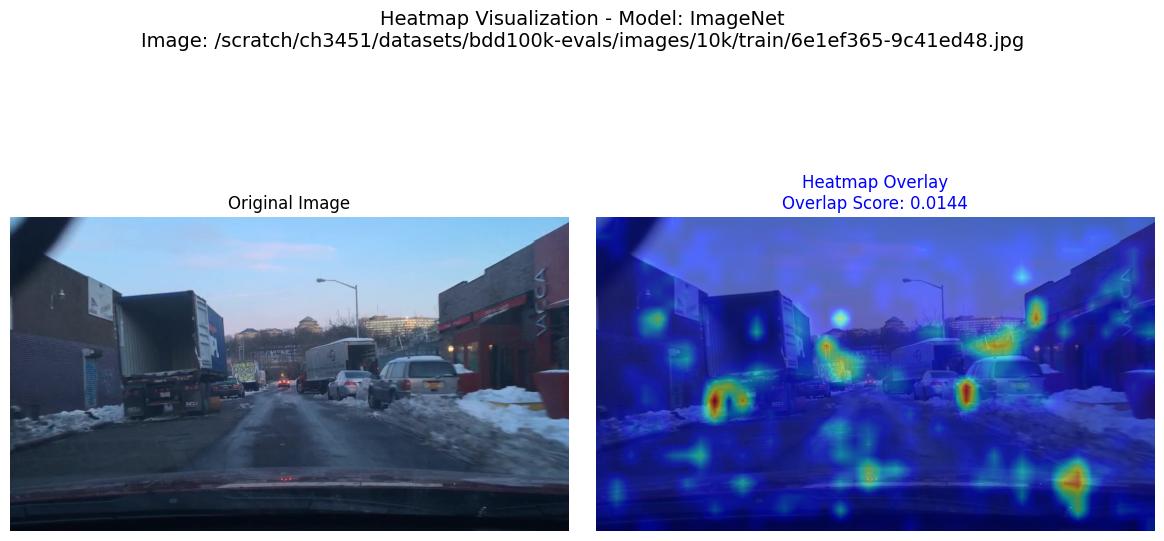 Heatmap Visualization - Model: ImageNet
Image: /scratch/ch3451/datasets/bdd100k-evals/images/10k/train/6e1ef365-9c41ed48.jpg
Original Image
Heatmap Overlay
Overlap Score: 0.0144